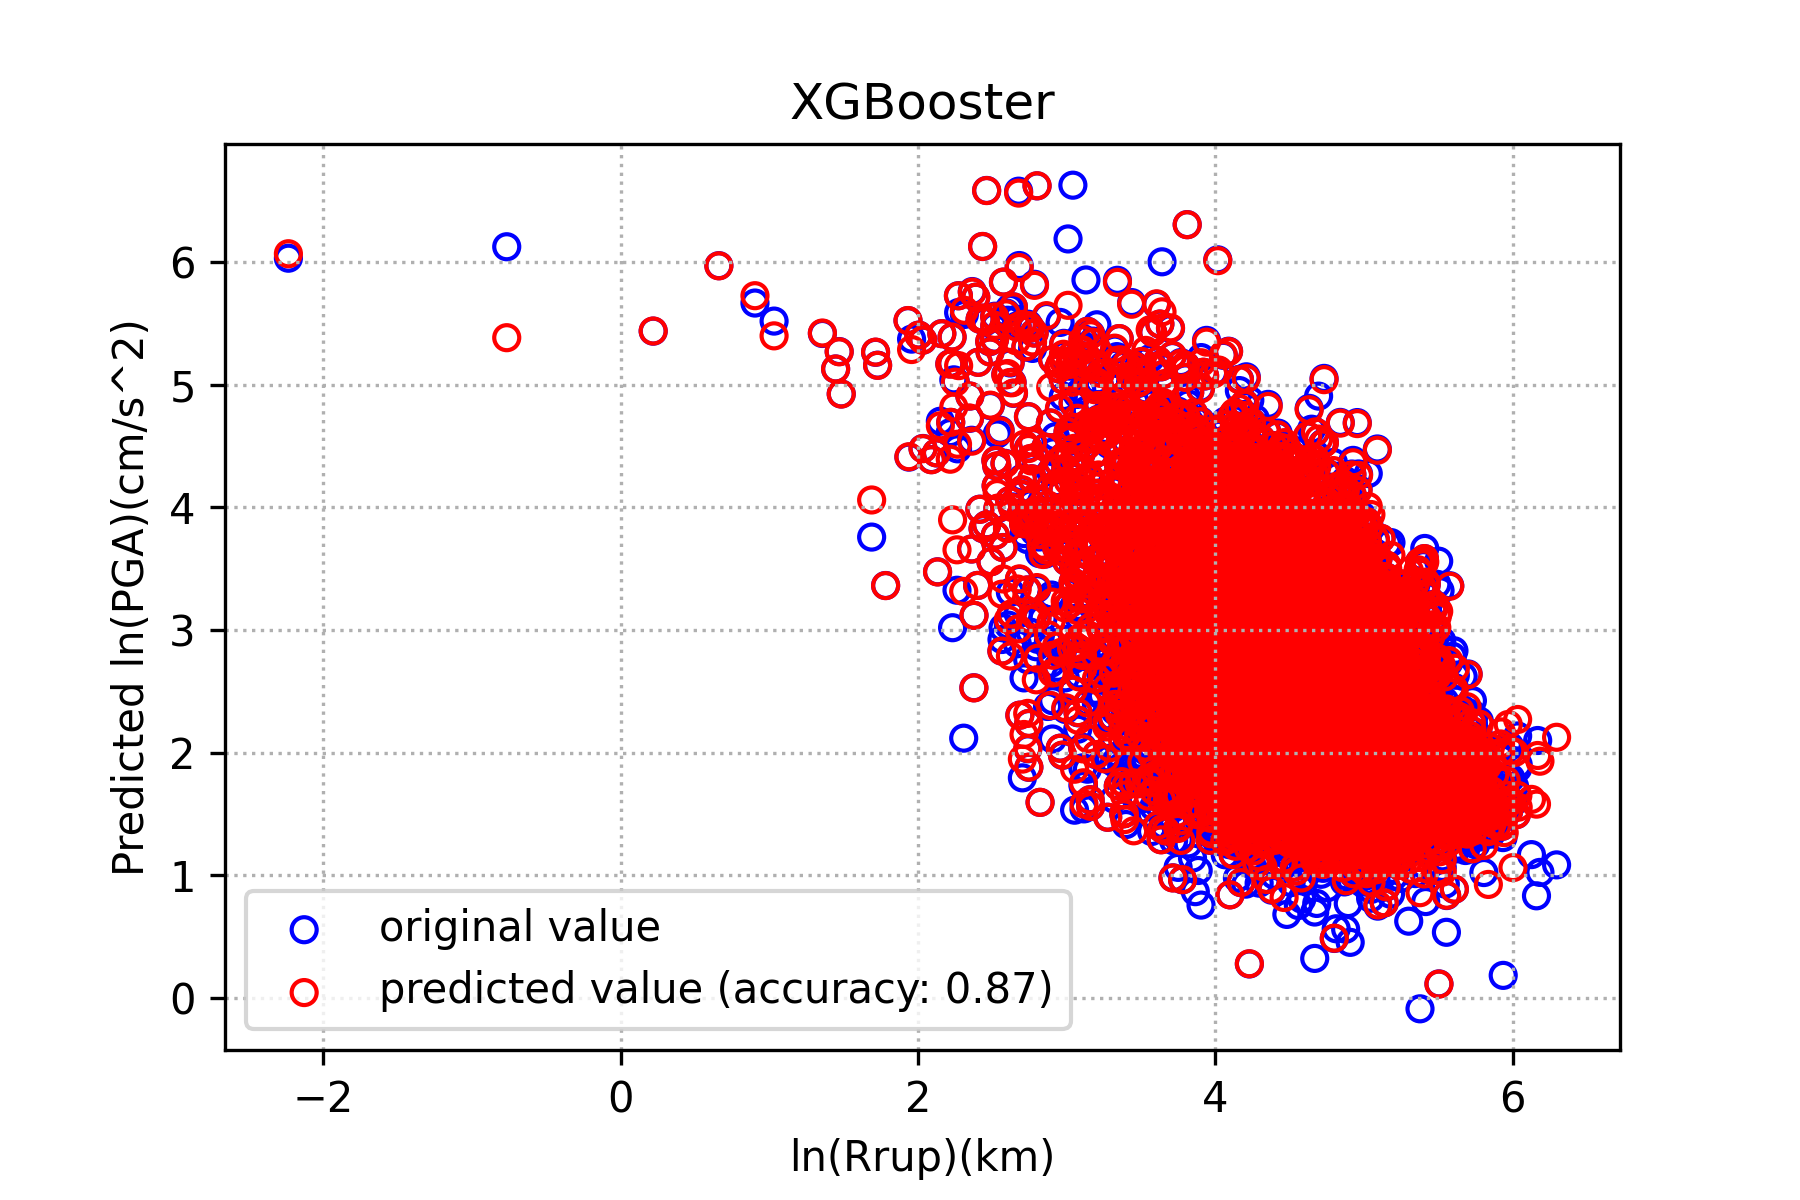 XGBooster
Predicted ln(PGA)(cm/s^2)
6
5
4
3
2
1
0
original value
predicted value (accuracy: 0.87)
−2 0 2 4 6
ln(Rrup)(km)